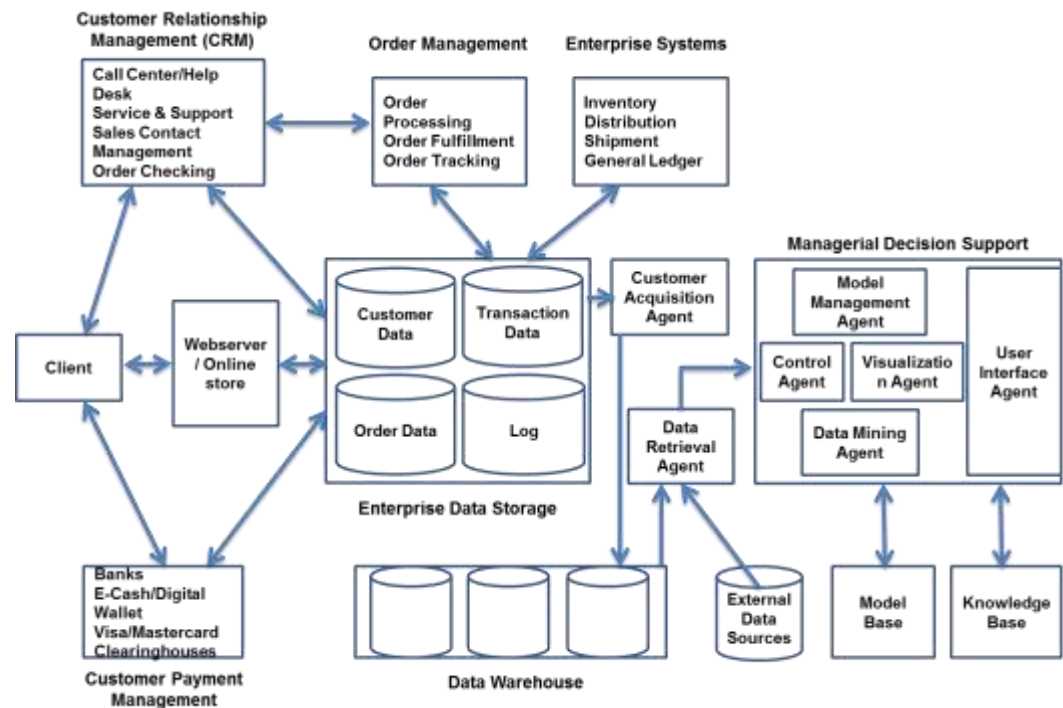 Customer Relationship
Management (CRM)
Order Management
Enterprise Systems
Call Center/Help
Desk
Service & Support
Sales Contact
Management
Order Checking
Order
Processing
Order Fulfillment
Order Tracking
Inventory
Distribution
Shipment
General Ledger
Managerial Decision Support
Customer
Data
Transaction
Data
Customer
Acquisition
Agent
Model
Management
Agent
Client
Webserver
/ Online
store
Control
Agent
Visualizatio
n Agent
User
Interface
Agent
Order Data
Log
Data
Retrieval
Agent
Data Mining
Agent
Enterprise Data Storage
Banks
E-Cash/Digital
Wallet
Visa/Mastercard
Clearinghouses
External
Data
Sources
Model
Base
Knowledge
Base
Customer Payment
Management
Data Warehouse